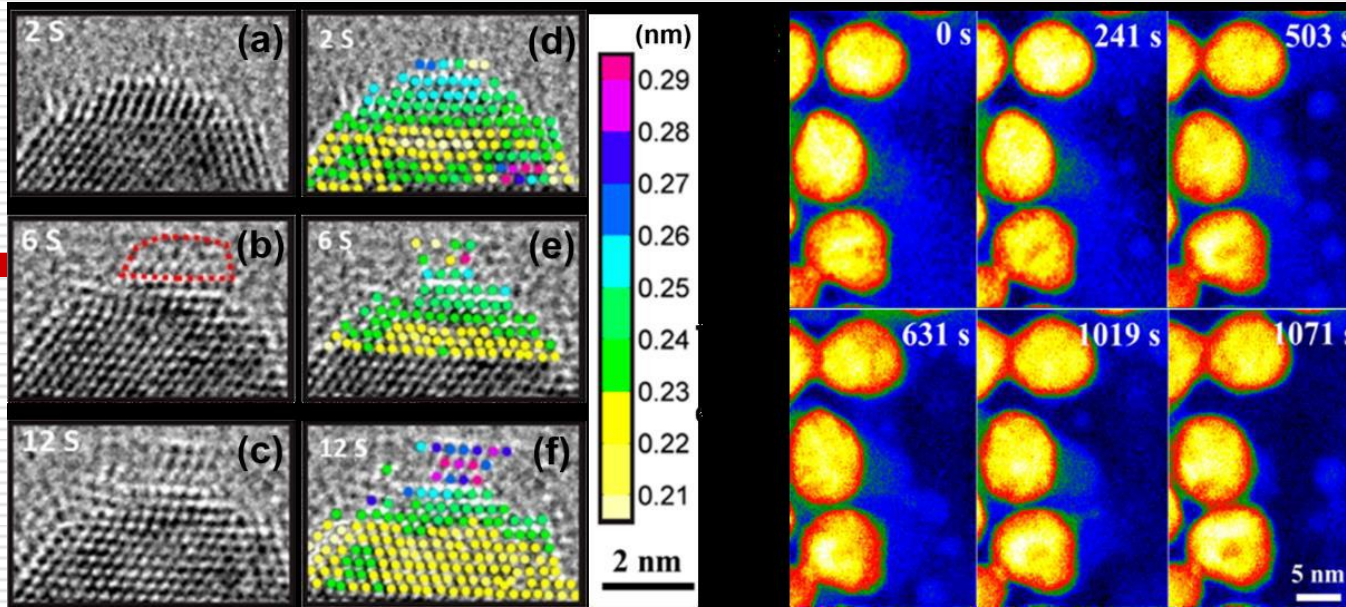 2 S
(a)
2 S
(d)
6 S
(b)
6 S
(e)
12 S
(c)
12 S
(f)
(nm)
0.29
0.28
0.27
0.26
0.25
0.24
0.23
0.22
0.21
2 nm
0 s
241 s
503 s
631 s
1019 s
1071 s
5 nm